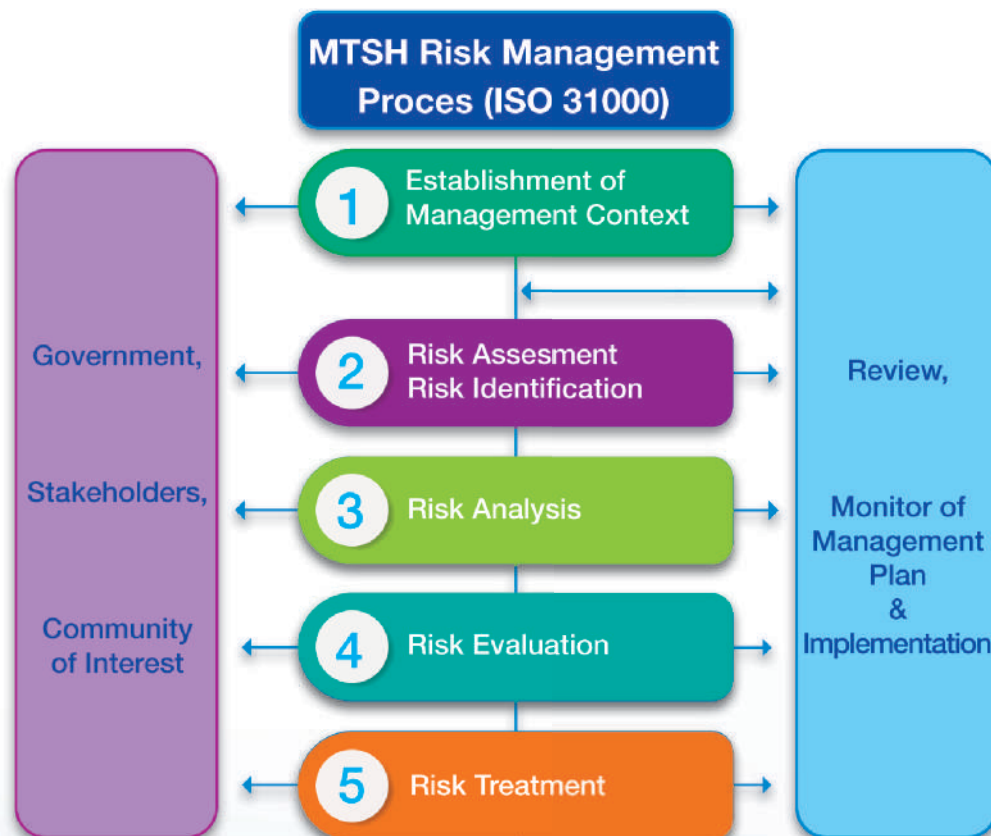 MTSH Risk Management
Proces (ISO 31000)
1
Establishment of
Management Context
2
Risk Assesment
Risk Identification
3
Risk Analysis
4
Risk Evaluation
5
Risk Treatment
Government,
Stakeholders,
Community
of Interest
Review,
Monitor of
Management
Plan
&
Implementation